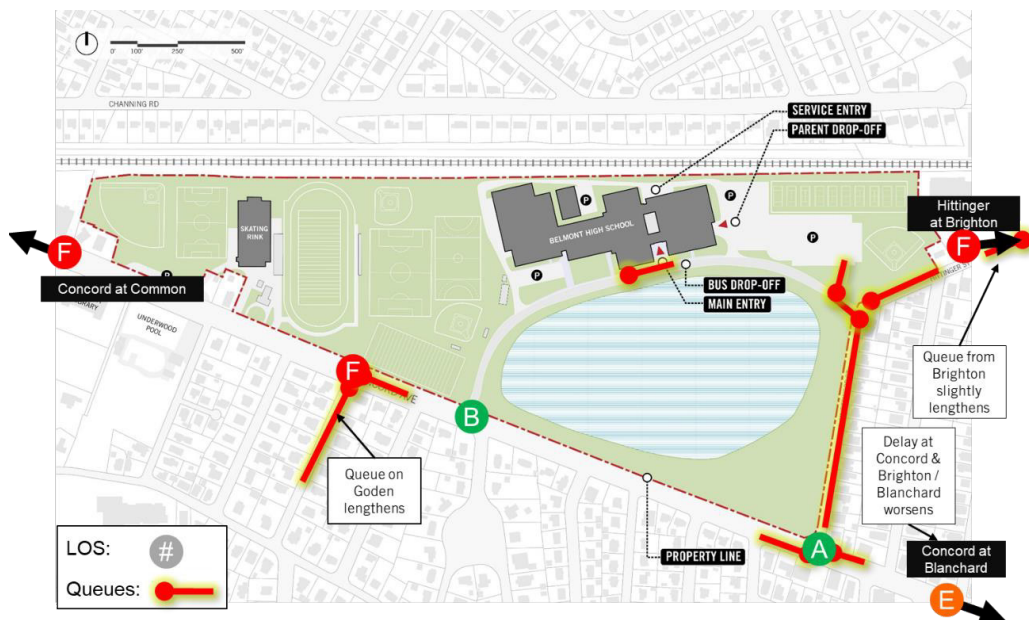 0' 100' 250' 500'
CHANNING RD
SERVICE ENTRY
PARENT DROP-OFF
P
P
BELMONT HIGH SCHOOL
SKATING
RINK
P
P
P
Hittinger
at Brighton
F
F
Concord at Common
BUS DROP-OFF
MAIN ENTRY
UNDERWOOD
POOL
F
AVE
B
Queue from
Brighton
slightly
lengthens
Queue on
Goden
lengthens
Delay at
Concord &
Brighton /
Blanchard
worsens
PROPERTY LINE
A
Concord at
Blanchard
E
LOS: #
Queues: